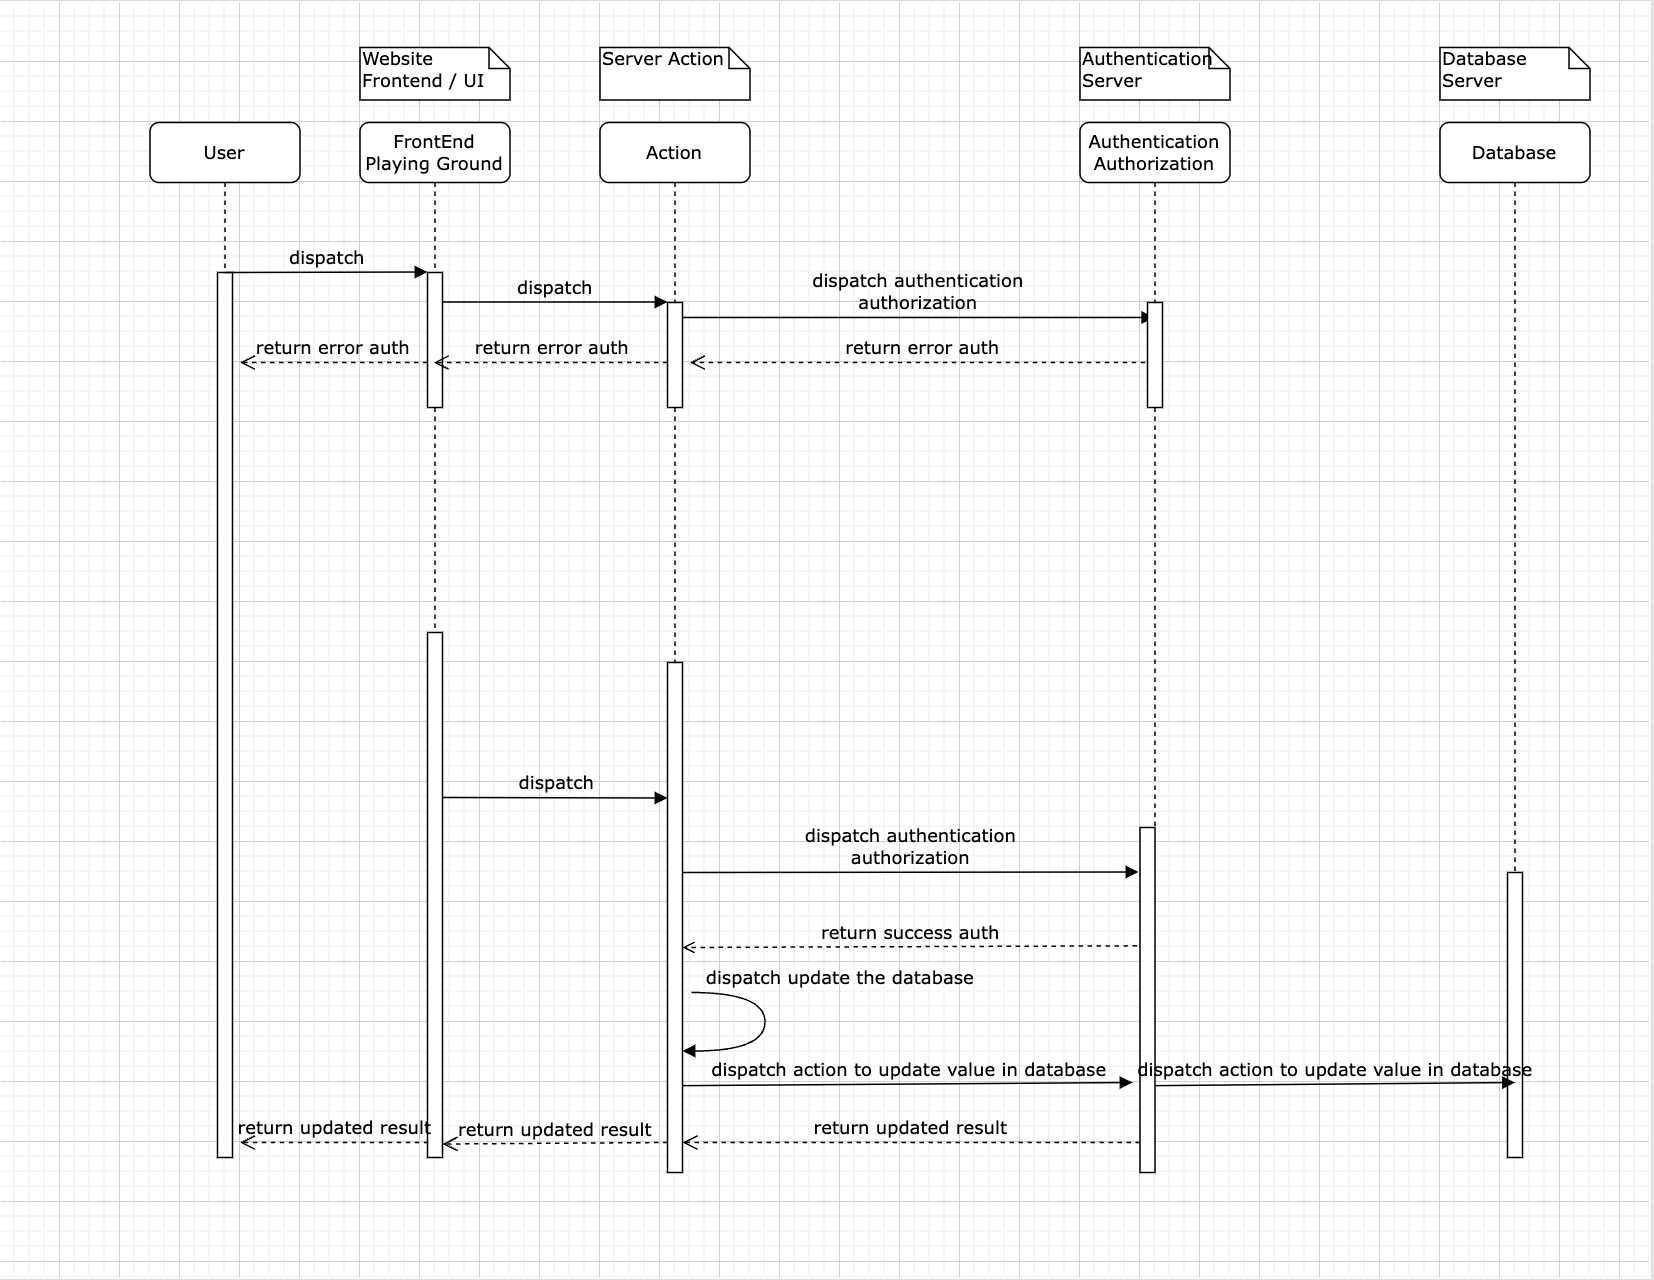 Website
Frontend / UI
Server Action
Authentication
Server
Database
Server
User
FrontEnd
Playing Ground
Action
Authentication
Authorization
Database
dispatch
dispatch
dispatch authentication
authorization
return error auth
return error auth
return error auth
dispatch
dispatch authentication
authorization
return success auth
dispatch update the database
dispatch action to update value in database
dispatch action to update value in database
return updated result
return updated result
return updated result